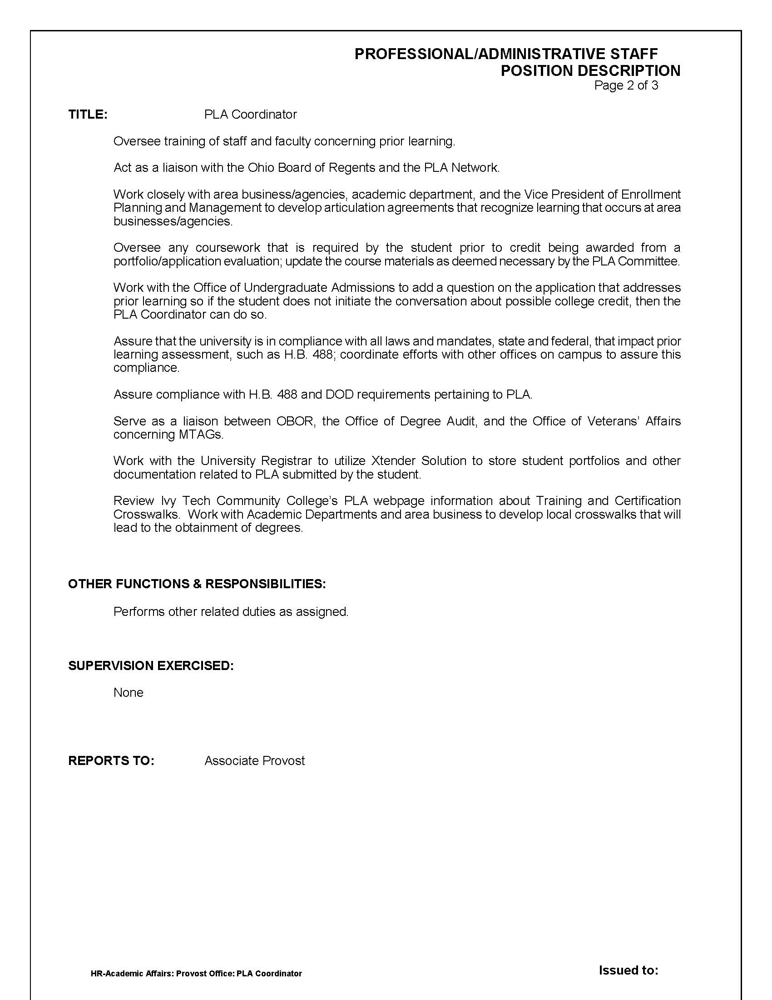 PROFESSIONAL/ADMINISTRATIVE STAFF
POSITION DESCRIPTION
Page 2 of 3
TITLE: PLA Coordinator
Oversee training of staff and faculty concerning prior learning.
Act as a liaison with the Ohio Board of Regents and the PLA Network.
Work closely with area business/agencies, academic department, and the Vice President of Enrollment
Planning and Management to develop articulation agreements that recognize learning that occurs at area
businesses/agencies.
Oversee any coursework that is required by the student prior to credit being awarded from a
portfolio/application evaluation; update the course materials as deemed necessary by the PLA Committee.
Work with the Office of Undergraduate Admissions to add a question on the application that addresses
prior learning so if the student does not initiate the conversation about possible college credit, then the
PLA Coordinator can do so.
Assure that the university is in compliance with all laws and mandates, state and federal, that impact prior
learning assessment, such as H.B. 488; coordinate efforts with other offices on campus to assure this
compliance.
Assure compliance with H.B. 488 and DOD requirements pertaining to PLA.
Serve as a liaison between OBOR, the Office of Degree Audit, and the Office of Veterans’ Affairs
concerning MTAGs.
Work with the University Registrar to utilize Xtender Solution to store student portfolios and other
documentation related to PLA submitted by the student.
Review Ivy Tech Community College’s PLA webpage information about Training and Certification
Crosswalks. Work with Academic Departments and area business to develop local crosswalks that will
lead to the obtainment of degrees.
OTHER FUNCTIONS & RESPONSIBILITIES:
Performs other related duties as assigned.
SUPERVISION EXERCISED:
None
REPORTS TO: Associate Provost
HR-Academic Affairs: Provost Office: PLA Coordinator
Issued to: